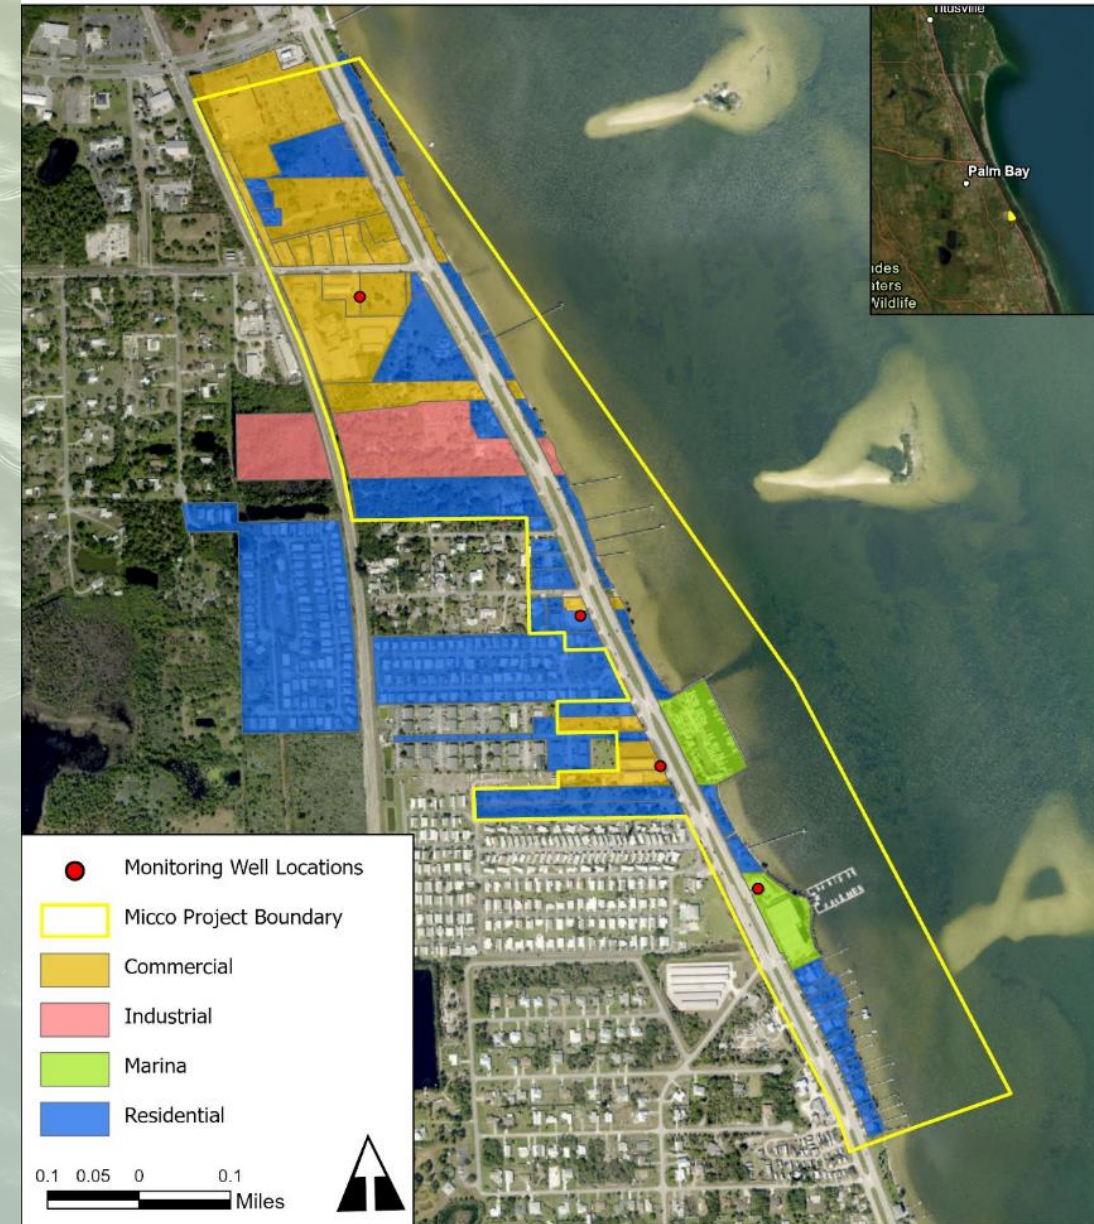 Titusville
Palm Bay
ides
aters
Wildlife
Monitoring Well Locations
Micco Project Boundary
Commercial
Industrial
Marina
Residential
0.1 0.05 0 0.1
Miles